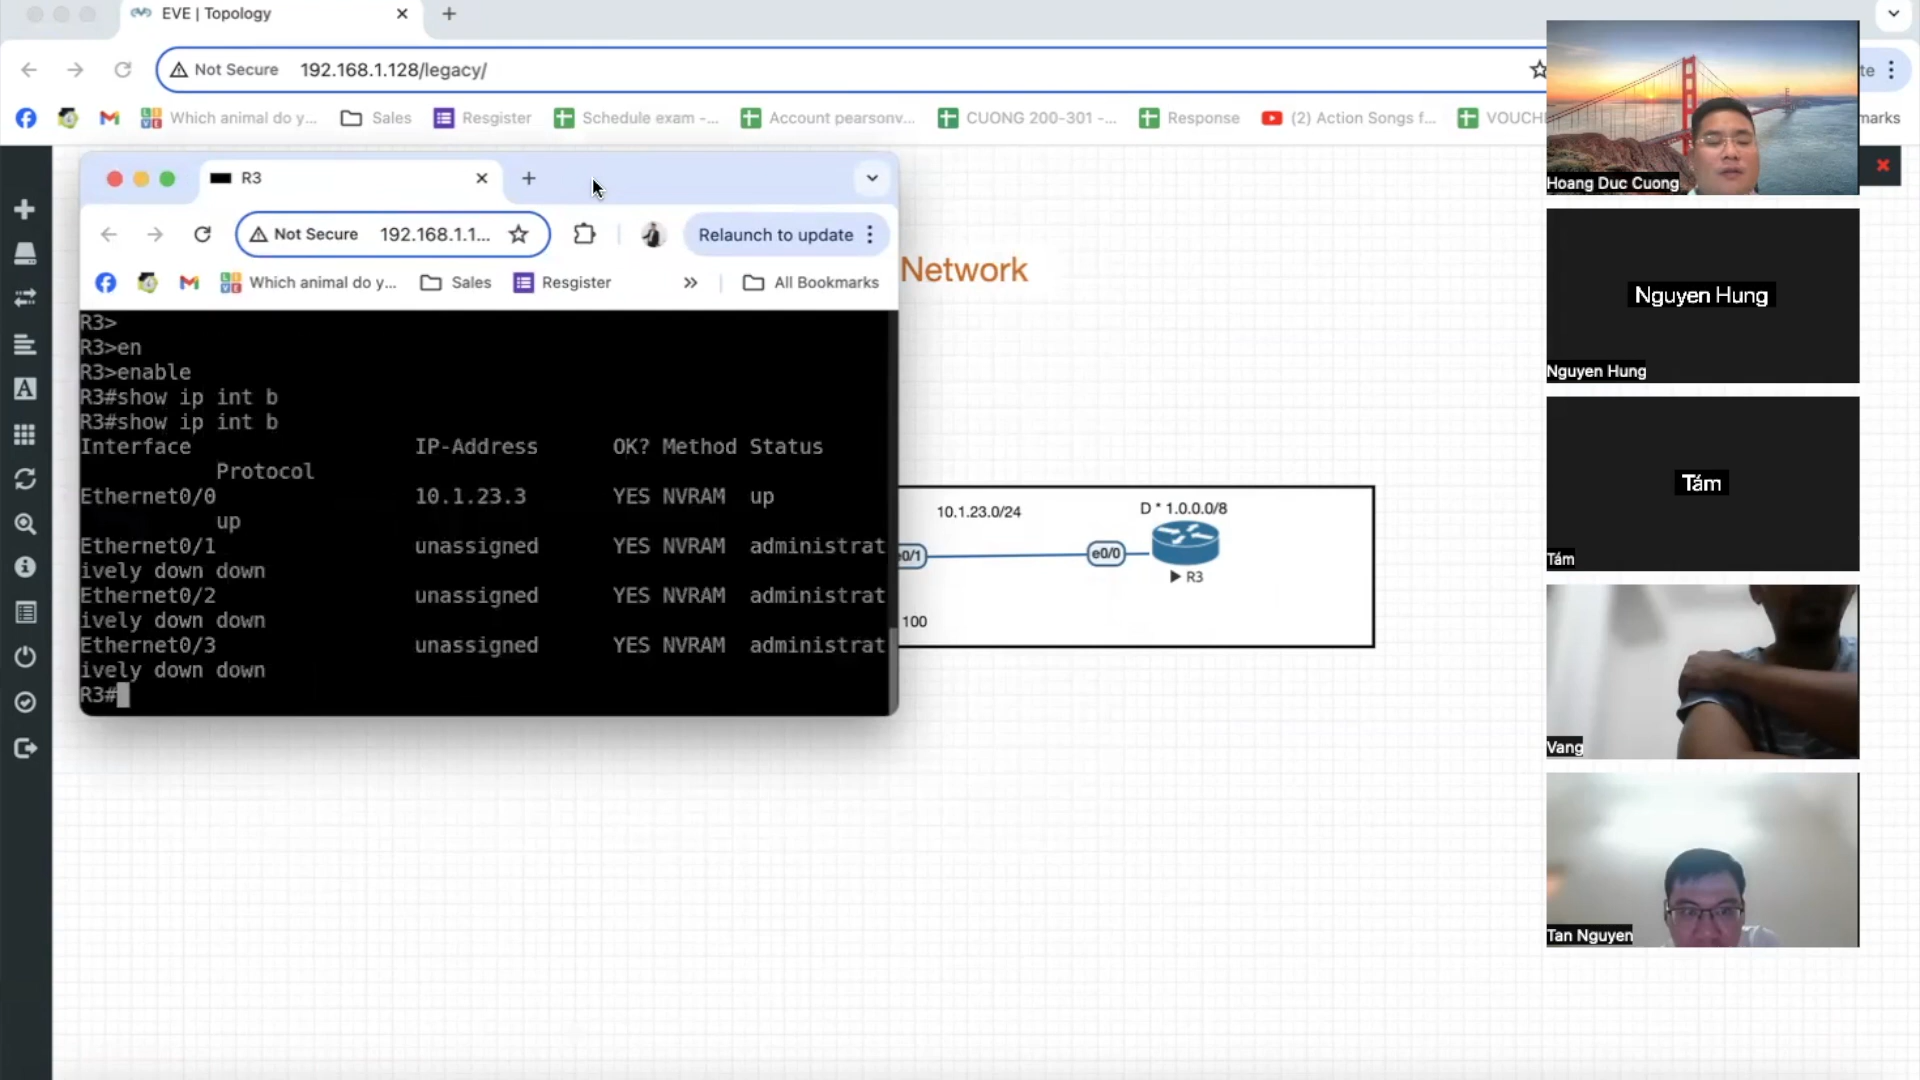 EVE | Topology
Not Secure 192.168.1.128/legacy/
Which animal do y...
Sales
Resgister
Schedule exam -...
Account pearsonv...
CUONG 200-301 -...
Response
(2) Action Songs f...
VOUCH
marks
te
R3
Not Secure 192.168.1.1...
Relaunch to update
Which animal do y...
Sales
Resgister
All Bookmarks
R3>
R3>en
R3>enable
R3#show ip int b
R3#show ip int b
Interface IP-Address OK? Method Status
Protocol
Ethernet0/0 10.1.23.3 YES NVRAM up
up
Ethernet0/1 unassigned YES NVRAM administrat
ively down down
Ethernet0/2 unassigned YES NVRAM administrat
ively down down
Ethernet0/3 unassigned YES NVRAM administrat
ively down down
R3#
Network
10.1.23.0/24
D * 1.0.0.0/8
e0/1
e0/0
R3
100
Hoang Duc Cuong
Nguyen Hung
Nguyen Hung
Tám
Tám
Vang
Tan Nguyen